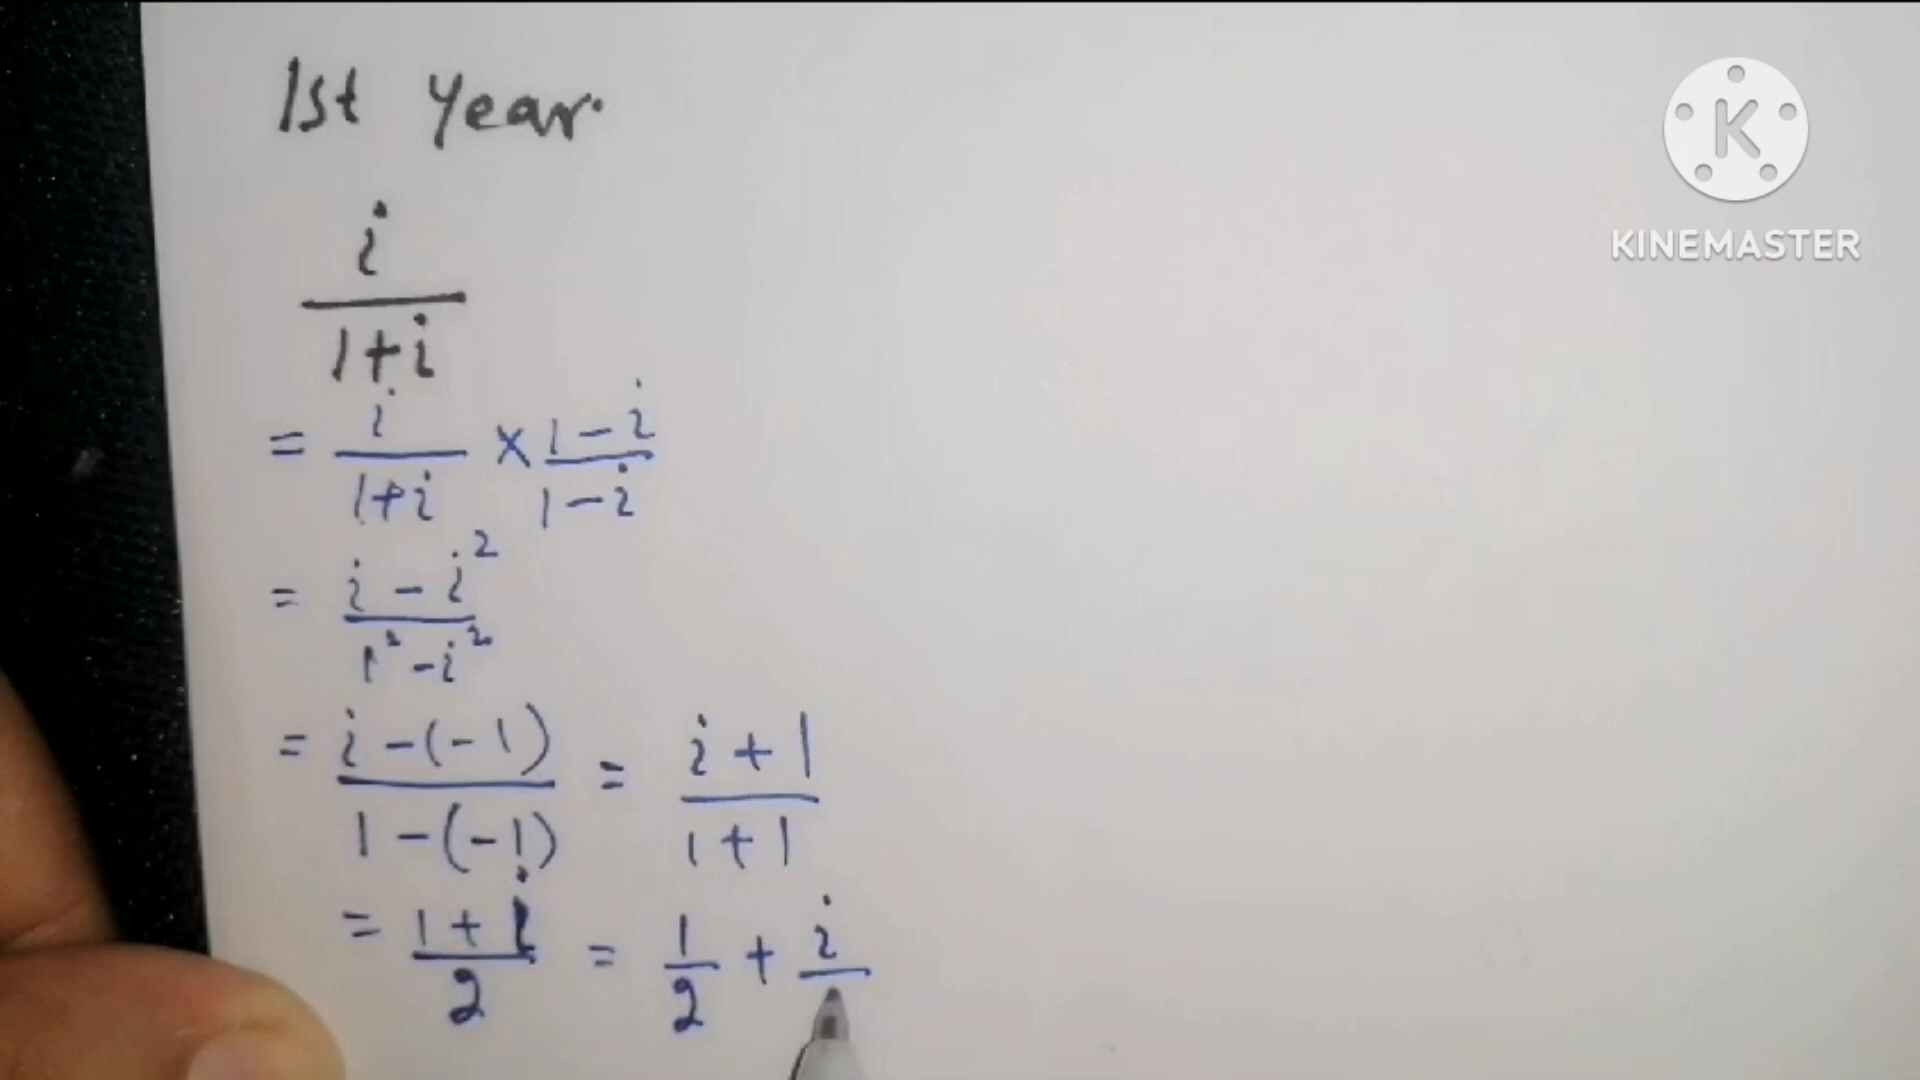 1st Year.
K
KINEMASTER
i
———
1+i
= i/1+i × 1-i/1-i
= i - i²/1² - i²
= i-(-1)/1-(-1) = i+1/1+1
= 1+i/2 = 1/2 + i/